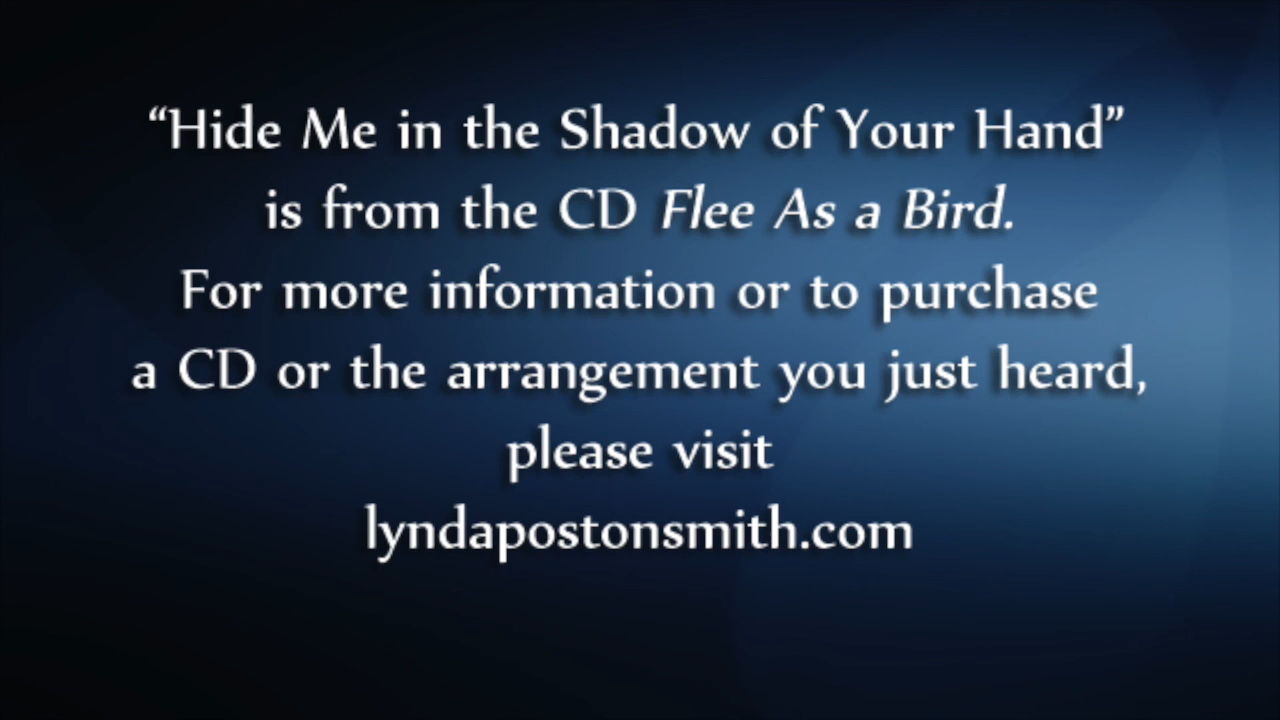 “Hide Me in the Shadow of Your Hand”
is from the CD Flee As a Bird.
For more information or to purchase
a CD or the arrangement you just heard,
please visit
lyndapostonsmith.com